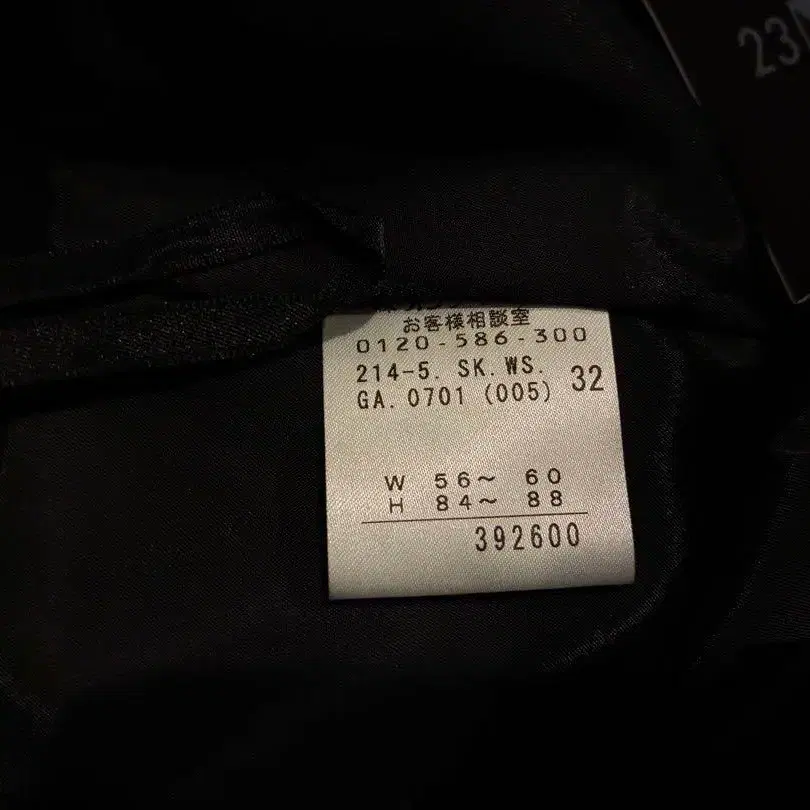 お客様相談室
0120-586-300
214-5. SK. WS.
GA. 0701 (005) 32
W 56～ 60
H 84～ 88
392600
23